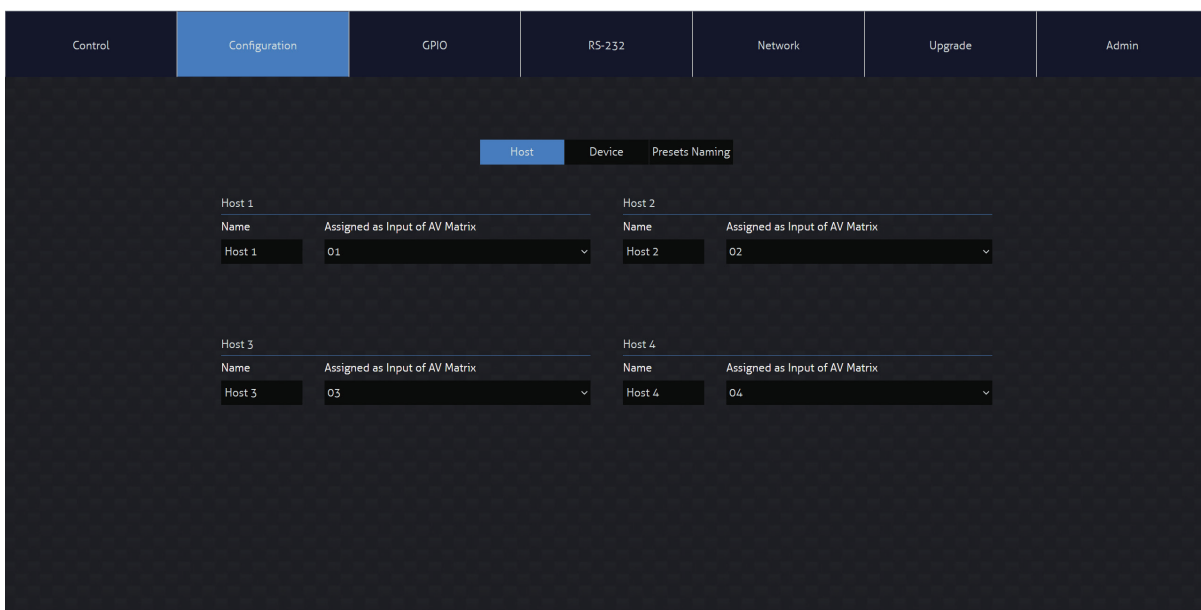 Control Configuration GPIO RS-232 Network Upgrade Admin
Host Device Presets Naming
Host 1 Host 2
Name Assigned as Input of AV Matrix Name Assigned as Input of AV Matrix
Host 1 01 Host 2 02
Host 3 Host 4
Name Assigned as Input of AV Matrix Name Assigned as Input of AV Matrix
Host 3 03 Host 4 04